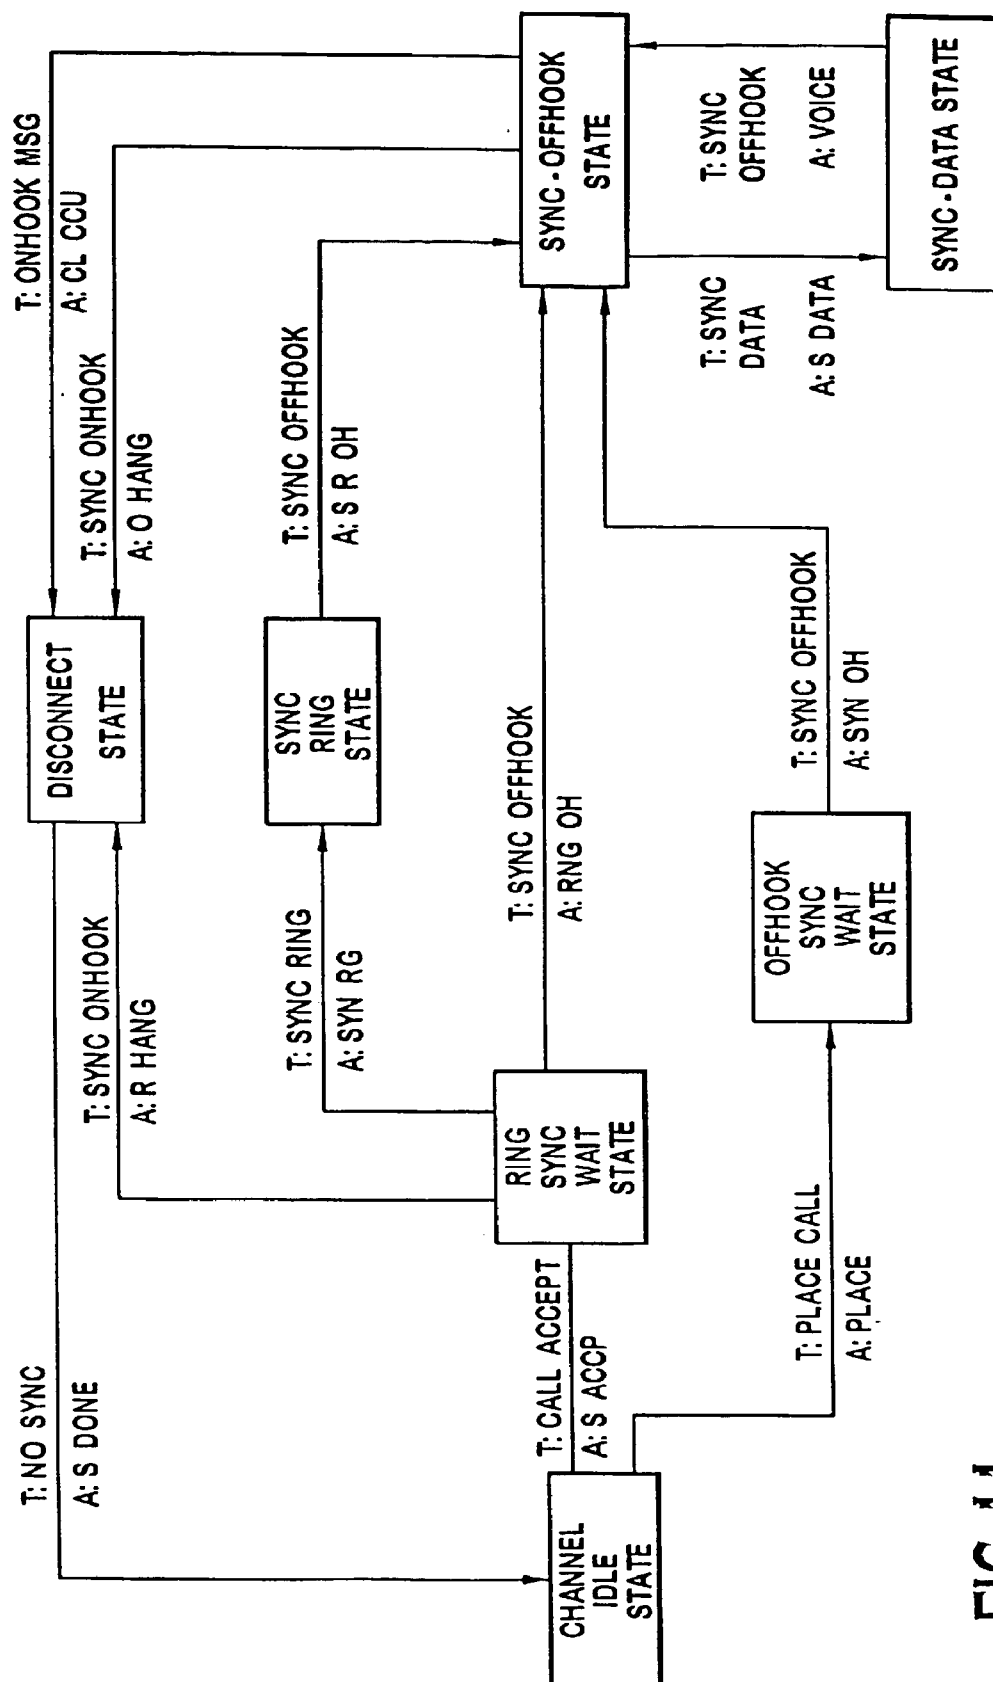 T: NO SYNC
A: S DONE
T: SYNC ONHOOK
A: R HANG
DISCONNECT
STATE
T: ONHOOK MSG
A: CL CCU
T: SYNC ONHOOK
A: O HANG
T: SYNC RING
A: SYN RG
SYNC
RING
STATE
T: SYNC OFFHOOK
A: S R OH
CHANNEL
IDLE
STATE
T: CALL ACCEPT
A: S ACCP
RING
SYNC
WAIT
STATE
T: SYNC OFFHOOK
A: RNG OH
SYNC-OFFHOOK
STATE
T: PLACE CALL
A: PLACE
OFFHOOK
SYNC
WAIT
STATE
T: SYNC OFFHOOK
A: SYN OH
T: SYNC
DATA
A: S DATA
T: SYNC
OFFHOOK
A: VOICE
SYNC-DATA STATE